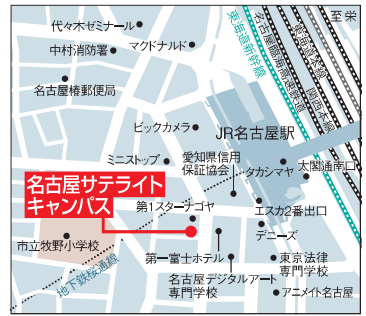 至栄
代々木ゼミナール
中村消防署
マクドナルド
東海道新幹線
名古屋臨海高速鉄道
関西本線
名古屋椿郵便局
ビックカメラ
JR名古屋駅
ミニストップ
愛知県信用
保証協会
タカシマヤ
太閤通南口
名古屋サテライト
キャンパス
第1スターナゴヤ
エスカ2番出口
デニーズ
市立牧野小学校
第一富士ホテル
東京法律
専門学校
名古屋デジタルアート
専門学校
アニメイト名古屋
地下鉄桜通線